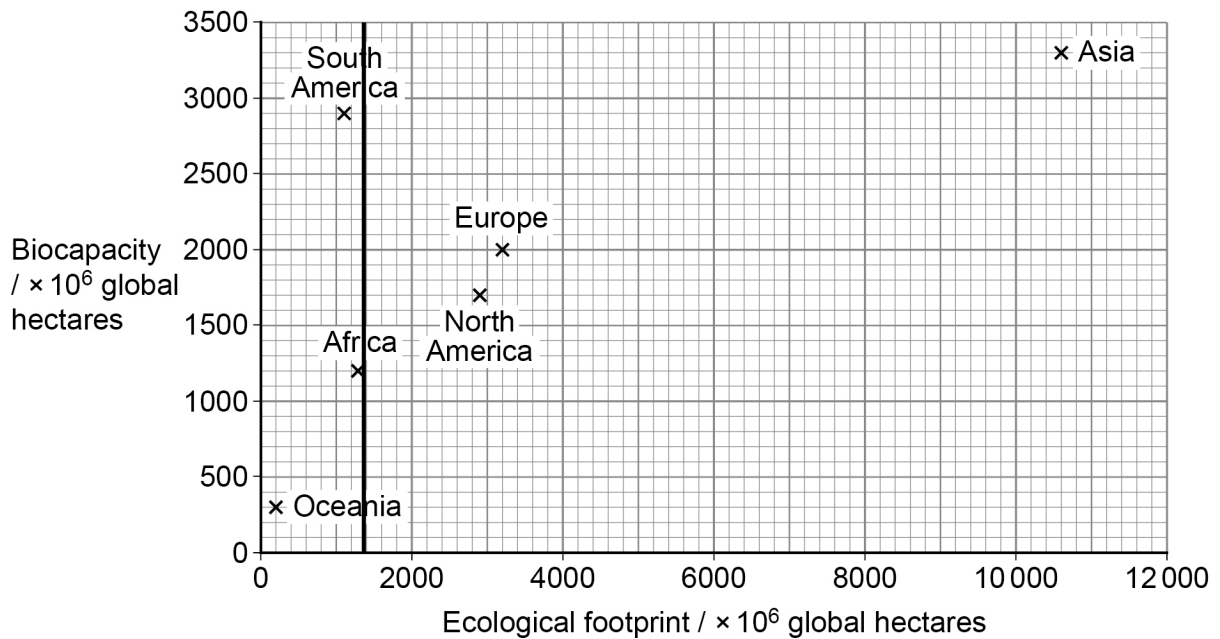 3500
3000
2500
2000
1500
1000
500
0
Biocapacity
/ × 10⁶ global
hectares
South
America
Asia
Europe
North
America
Africa
Oceania
0 2000 4000 6000 8000 10 000 12 000
Ecological footprint / × 10⁶ global hectares